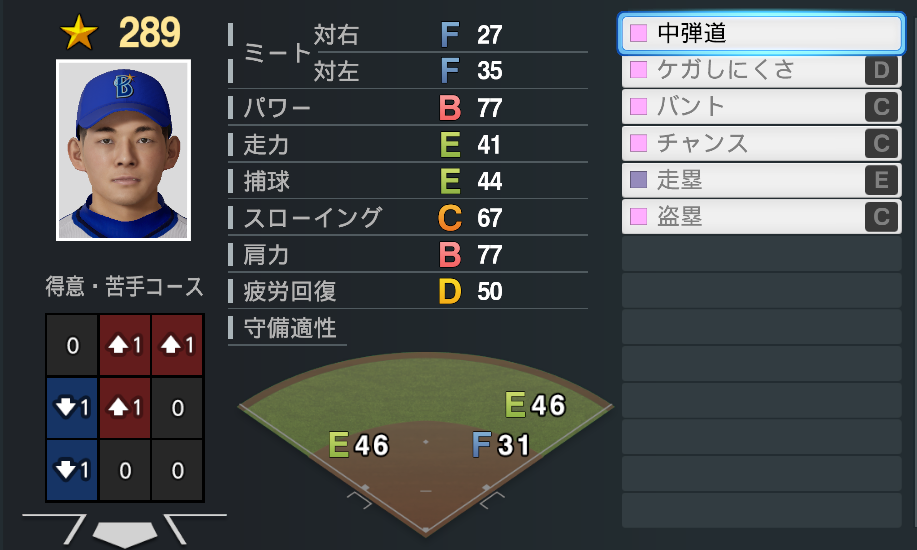 289
B
ミート
対右 F 27
対左 F 35
パワー B 77
走力 E 41
捕球 E 44
スローイング C 67
肩力 B 77
疲労回復 D 50
守備適性
E 46
E 46
F 31
得意・苦手コース
0 1 1
1 1 0
1 0 0
中弾道
ケガしにくさ D
バント C
チャンス C
走塁 E
盗塁 C